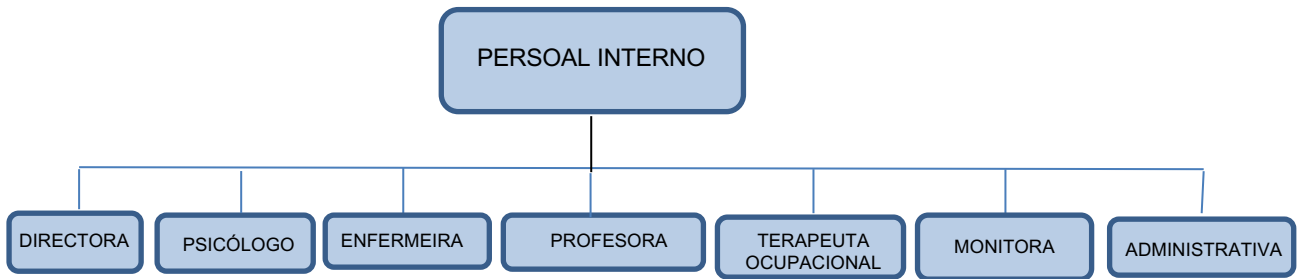 PERSOAL INTERNO
DIRECTORA
PSICÓLOGO
ENFERMEIRA
PROFESORA
TERAPEUTA
OCUPACIONAL
MONITORA
ADMINISTRATIVA